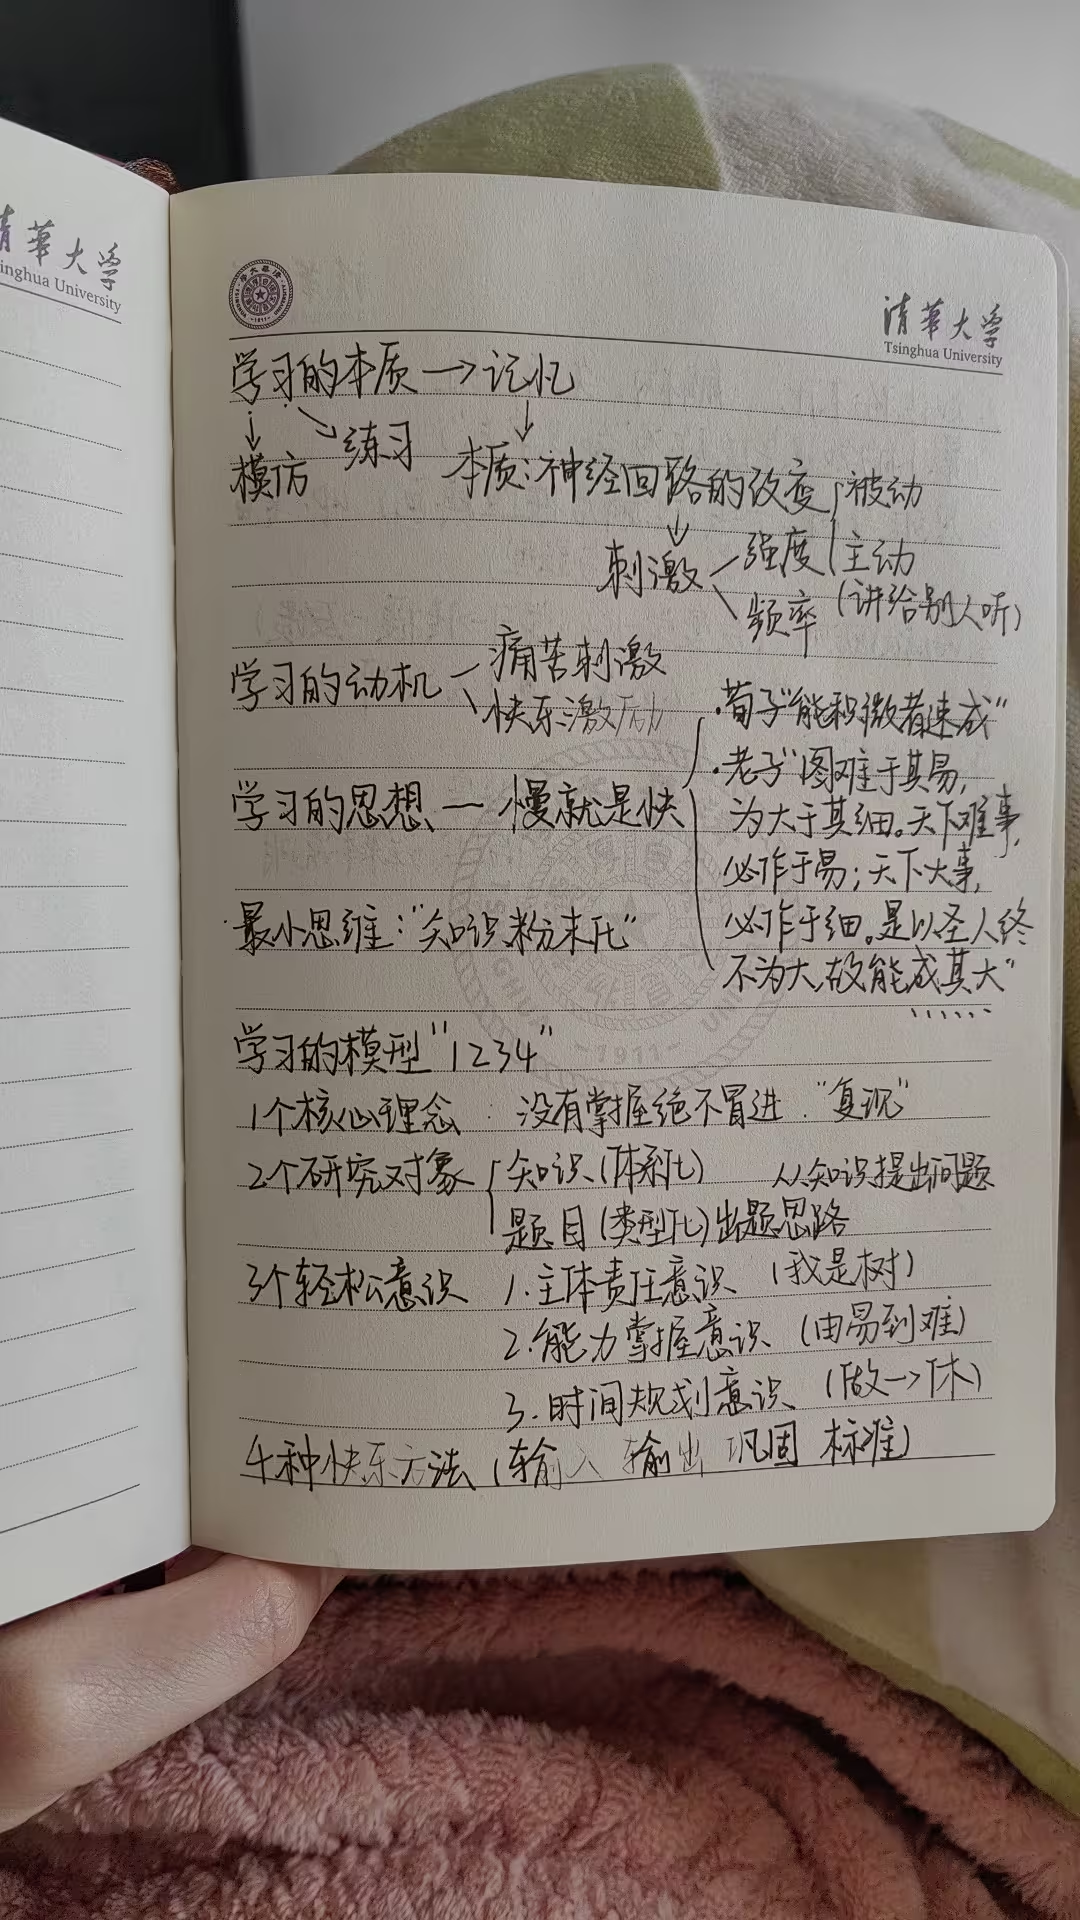 清華大学
Tsinghua University
清華大学
Tsinghua University
学习的本质→记忆
模仿 练习 本质:神经回路的改变 被动
刺激 强度 主动
频率 (讲给别人听)
学习的动机 痛苦刺激
快乐激励
学习的思想 — 慢就是快
·荀子"能积微者速成"
·老子"图难于其易,
为大于其细。天下难事,
必作于易;天下大事,
必作于细。是以圣人终
不为大,故能成其大"
·最小思维:"知识粉末化"
学习的模型"1234"
-1911-
1个核心理念:没有掌握绝不冒进."复现"
2个研究对象 知识(体系化) 从知识提出问题
题目(类型化)出题思路
3个轻松意识 1.主体责任意识 (我是树)
2.能力掌握意识 (由易到难)
3.时间规划意识 (做→休)
4种快乐方法(输入 输出 巩固 标准)